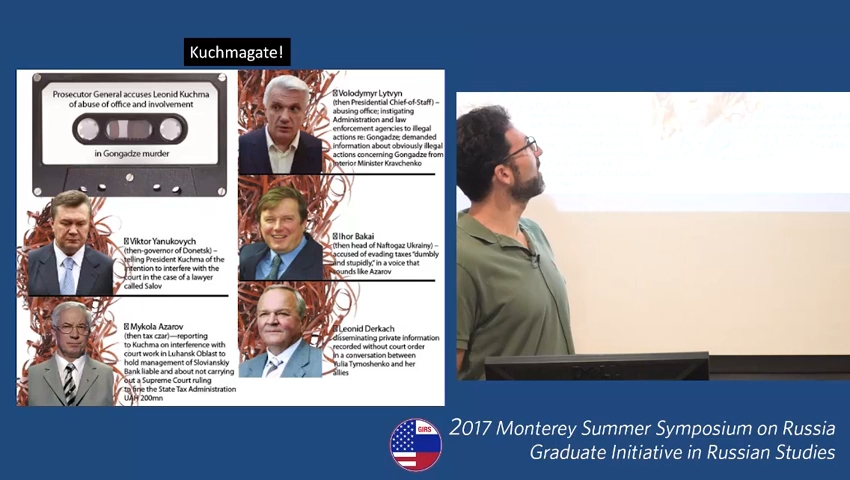 Kuchmagate!
Prosecutor General accuses Leonid Kuchma
of abuse of office and involvement
in Gongadze murder
Volodymyr Lytvyn
(then Presidential Chief-of-Staff) –
abusing office; instigating
Administration and law
enforcement agencies to illegal
actions re: Gongadze; demanded
information about obviously illegal
actions concerning Gongadze from
Interior Minister Kravchenko
Viktor Yanukovych
(then-governor of Donetsk) –
telling President Kuchma of the
intention to interfere with the
court in the case of a lawyer
called Salov
Ihor Bakai
(then head of Naftogaz Ukrainy) –
accused of evading taxes "dumbly
and stupidly," in a voice that
sounds like Azarov
Mykola Azarov
(then tax czar)—reporting
to Kuchma on interference with
court work in Luhansk Oblast to
hold management of Slovianskiy
Bank liable and about not carrying
out a Supreme Court ruling
to fine the State Tax Administration
UAH 200mn
Leonid Derkach
disseminating private information
recorded without court order
in a conversation between
Yulia Tymoshenko and her
allies
GIRS
2017 Monterey Summer Symposium on Russia
Graduate Initiative in Russian Studies